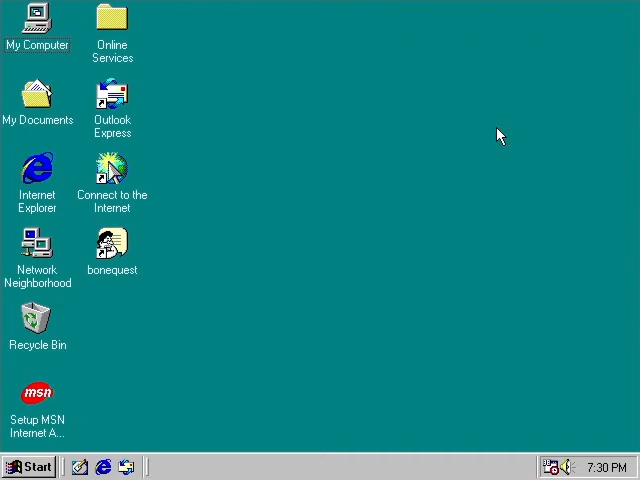 My Computer
Online
Services
My Documents
Outlook
Express
Internet
Explorer
Connect to the
Internet
Network
Neighborhood
bonequest
Recycle Bin
msn
Setup MSN
Internet A...
Start
7:30 PM